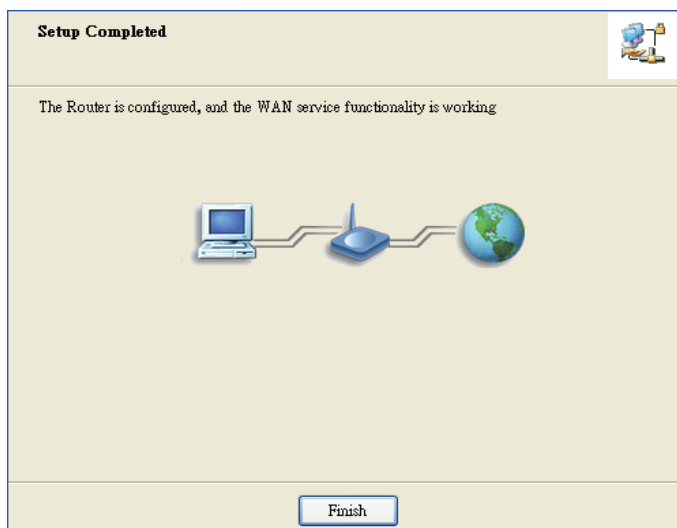 Setup Completed
The Router is configured, and the WAN service functionality is working
Finish